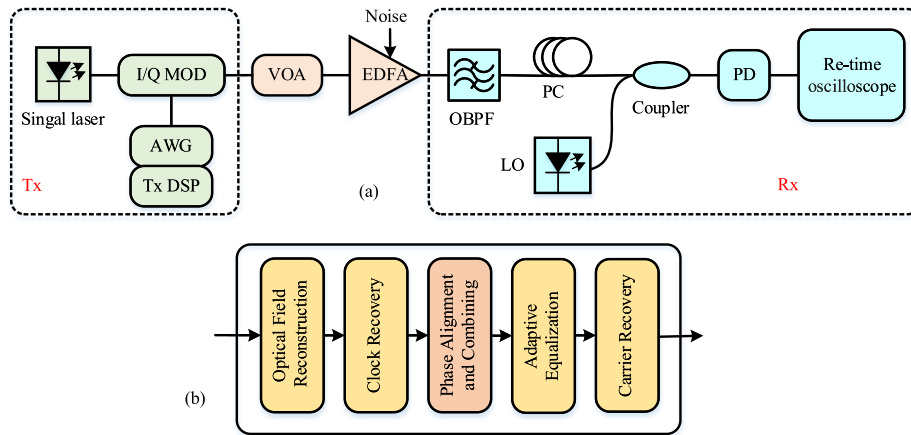 Noise
I/Q MOD
VOA
EDFA
PD
Re-time
oscilloscope
Singal laser
OBPF
PC
Coupler
AWG
Tx DSP
LO
Tx
(a)
Rx
Optical Field
Reconstruction
Clock Recovery
Phase Alignment
and Combining
Adaptive
Equalization
Carrier Recovery
(b)